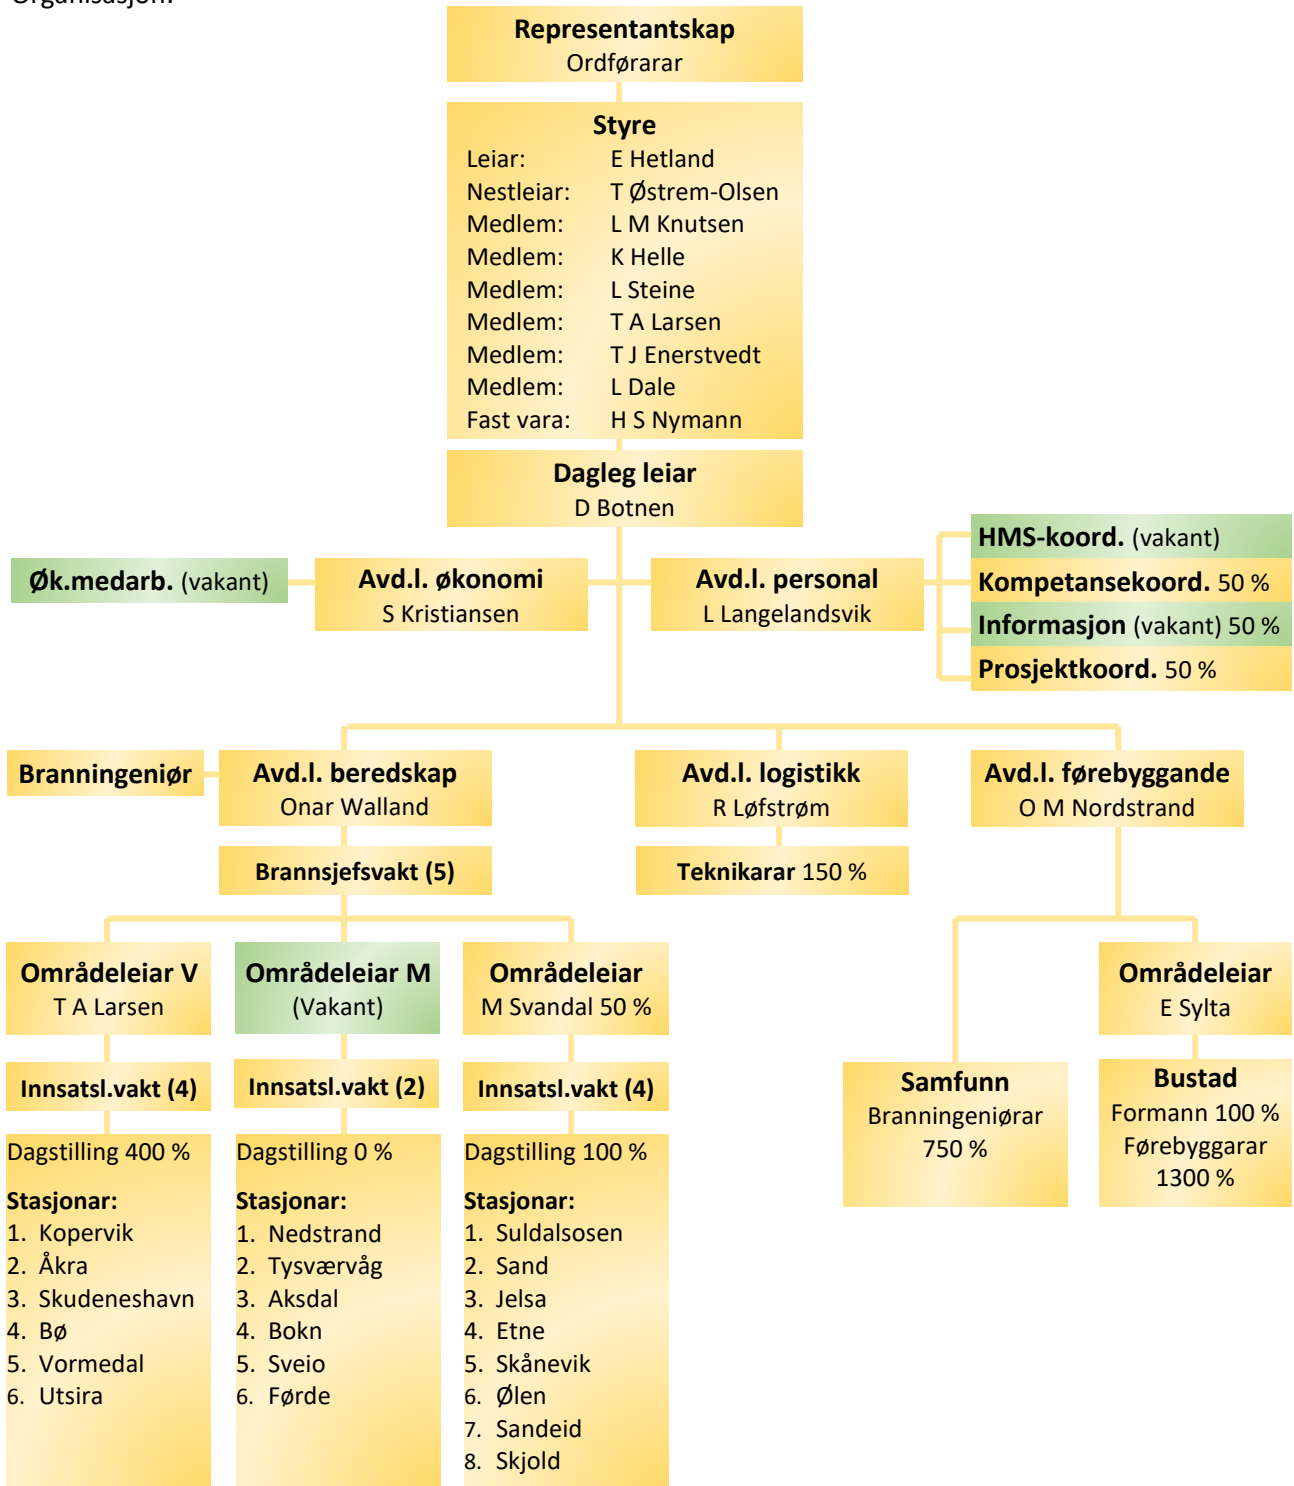 Organisasjon:
Representantskap
Ordførarar
Styre
Leiar: E Hetland
Nestleiar: T Østrem-Olsen
Medlem: L M Knutsen
Medlem: K Helle
Medlem: L Steine
Medlem: T A Larsen
Medlem: T J Enerstvedt
Medlem: L Dale
Fast vara: H S Nymann
Dagleg leiar
D Botnen
Øk.medarb. (vakant)
Avd.l. økonomi
S Kristiansen
Avd.l. personal
L Langelandsvik
HMS-koord. (vakant)
Kompetansekoord. 50 %
Informasjon (vakant) 50 %
Prosjektkoord. 50 %
Branningeniør
Avd.l. beredskap
Onar Walland
Avd.l. logistikk
R Løfstrøm
Avd.l. førebyggande
O M Nordstrand
Brannsjefsvakt (5)
Teknikarar 150 %
Områdeleiar V
T A Larsen
Innsatsl.vakt (4)
Dagstilling 400 %
Stasjonar:
1. Kopervik
2. Åkra
3. Skudeneshavn
4. Bø
5. Vormedal
6. Utsira
Områdeleiar M
(Vakant)
Innsatsl.vakt (2)
Dagstilling 0 %
Stasjonar:
1. Nedstrand
2. Tysværvåg
3. Aksdal
4. Bokn
5. Sveio
6. Førde
Områdeleiar
M Svandal 50 %
Innsatsl.vakt (4)
Dagstilling 100 %
Stasjonar:
1. Suldalsosen
2. Sand
3. Jelsa
4. Etne
5. Skånevik
6. Ølen
7. Sandeid
8. Skjold
Samfunn
Branningeniørar
750 %
Områdeleiar
E Sylta
Bustad
Formann 100 %
Førebyggarar
1300 %